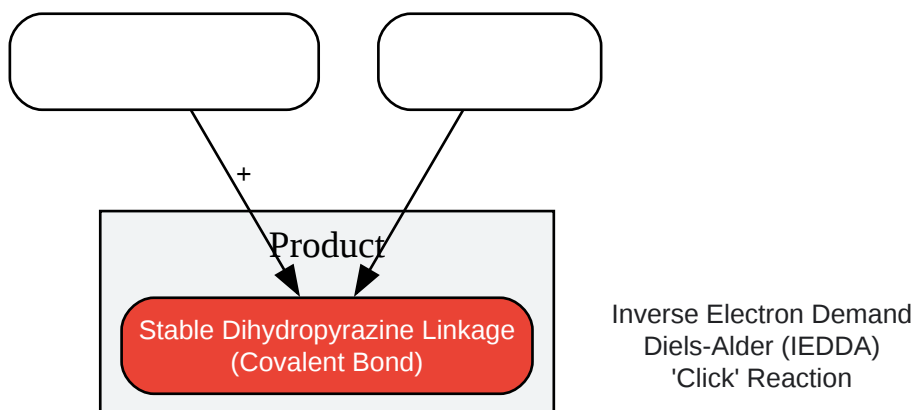 +
Product
Stable Dihydropyrazine Linkage
(Covalent Bond)
Inverse Electron Demand
Diels-Alder (IEDDA)
'Click' Reaction